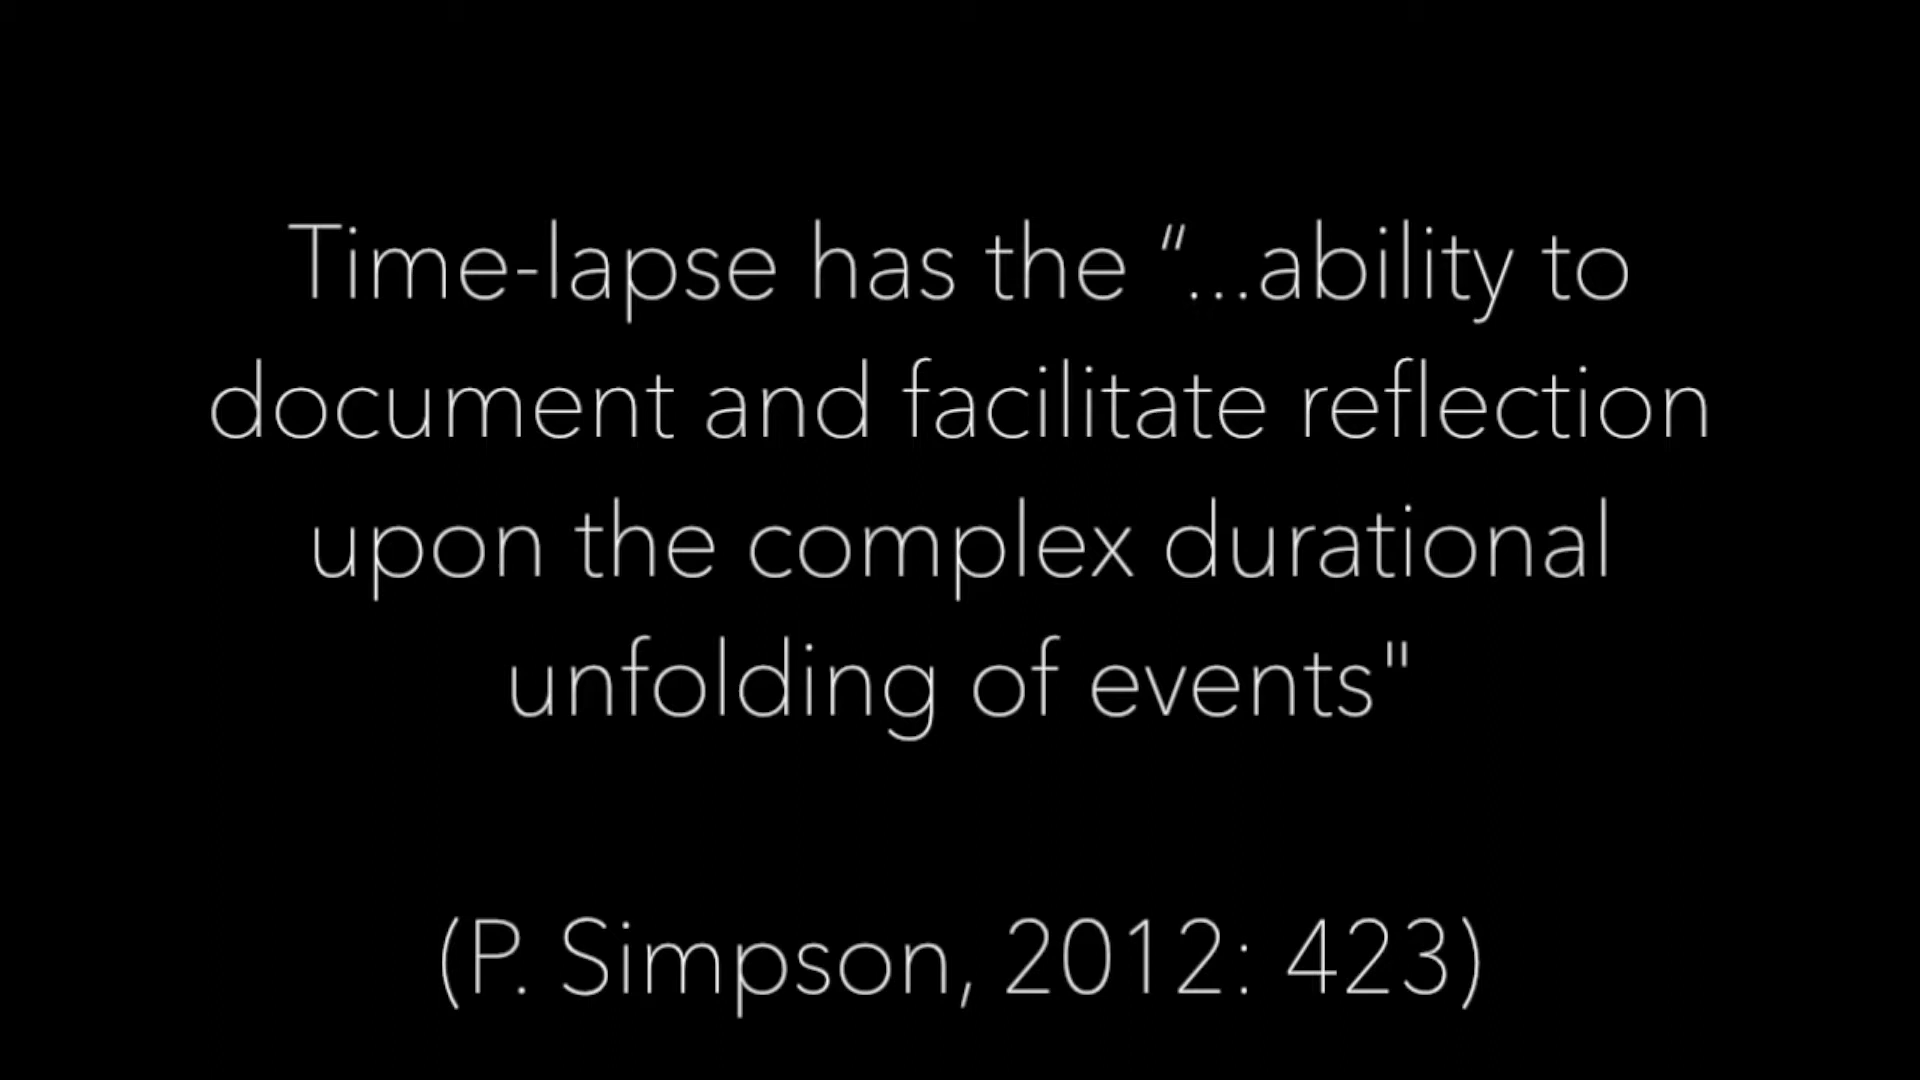 Time-lapse has the “...ability to
document and facilitate reflection
upon the complex durational
unfolding of events"
(P. Simpson, 2012: 423)